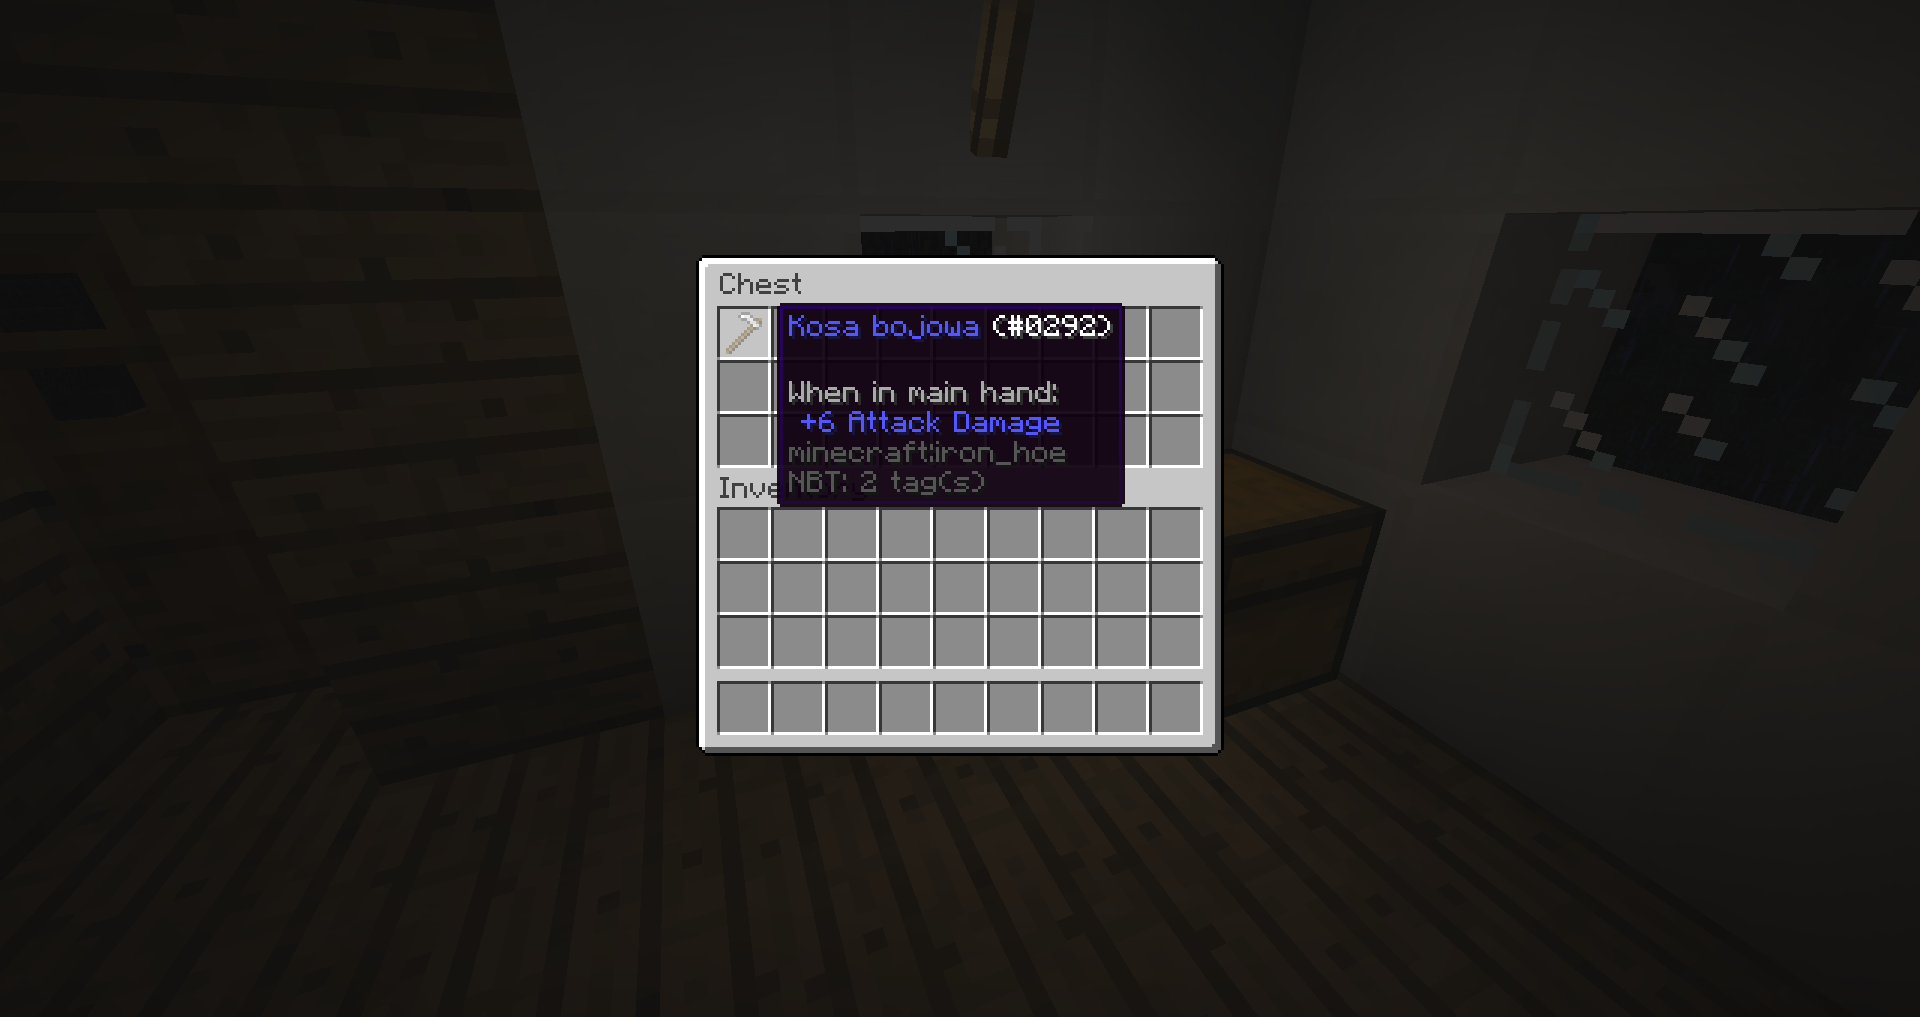 Chest
Kosa bojowa (#0292)
When in main hand:
+6 Attack Damage
minecraft:iron_hoe
NBT: 2 tag(s)
Inve